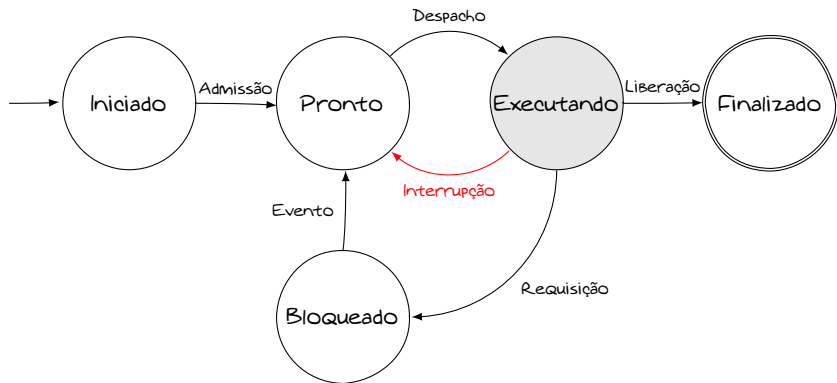 Despacho
Iniciado
Admissão
Pronto
Executando
Liberação
Finalizado
Interrupção
Evento
Requisição
Bloqueado